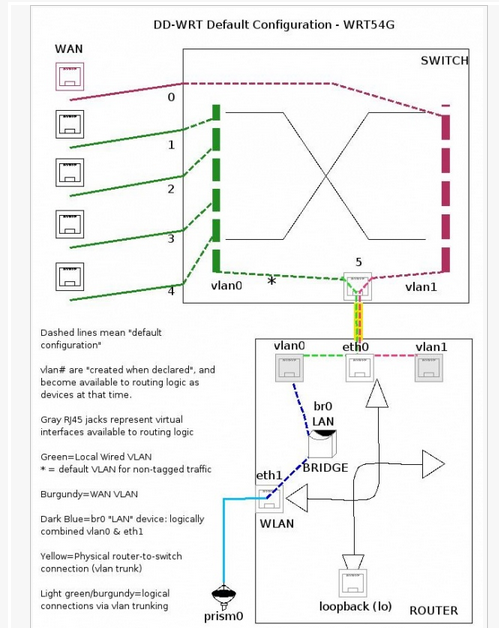 DD-WRT Default Configuration - WRT54G
WAN
SWITCH
0
1
2
3
4
5
vlan0
*
vlan1
Dashed lines mean "default
configuration"
vlan# are "created when declared", and
become available to routing logic as
devices at that time.
Gray RJ45 jacks represent virtual
interfaces available to routing logic
Green=Local Wired VLAN
* = default VLAN for non-tagged traffic
Burgundy=WAN VLAN
Dark Blue=br0 "LAN" device: logically
combined vlan0 & eth1
Yellow=Physical router-to-switch
connection (vlan trunk)
Light green/burgundy=logical
connections via vlan trunking
vlan0
eth0
vlan1
br0
LAN
BRIDGE
eth1
WLAN
prism0
loopback (lo)
ROUTER